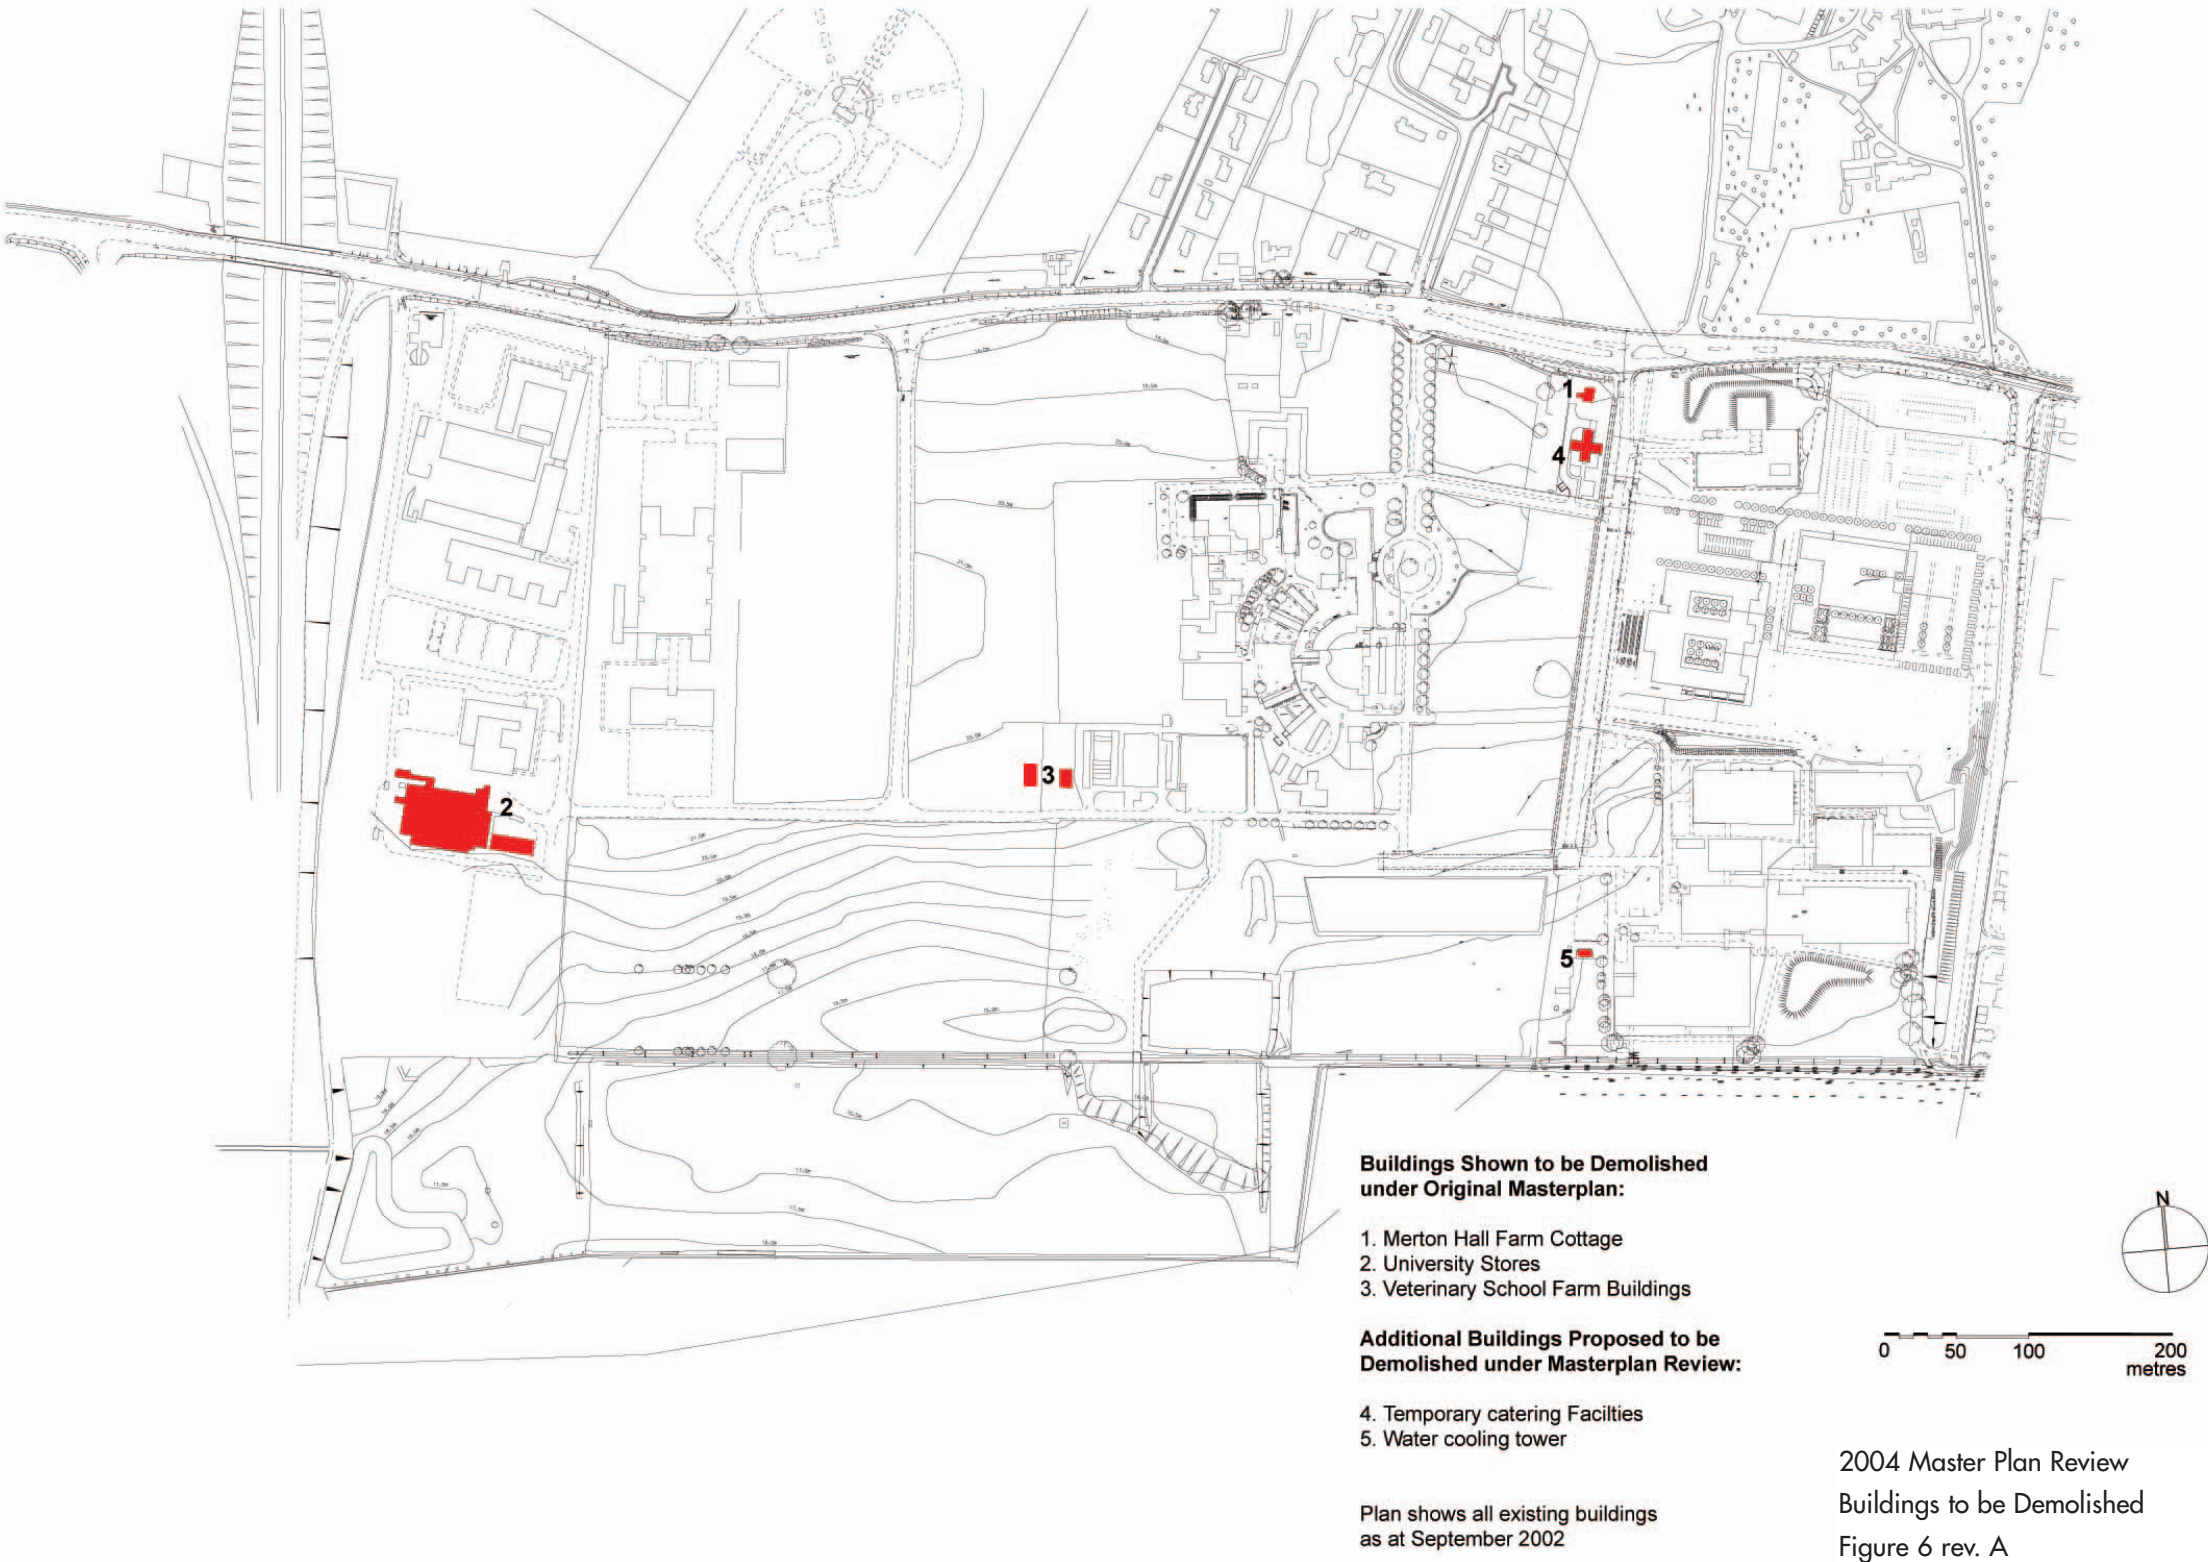 1
4
3
2
5
Buildings Shown to be Demolished
under Original Masterplan:
1. Merton Hall Farm Cottage
2. University Stores
3. Veterinary School Farm Buildings
Additional Buildings Proposed to be
Demolished under Masterplan Review:
4. Temporary catering Facilties
5. Water cooling tower
Plan shows all existing buildings
as at September 2002
N
0 50 100 200
metres
2004 Master Plan Review
Buildings to be Demolished
Figure 6 rev. A